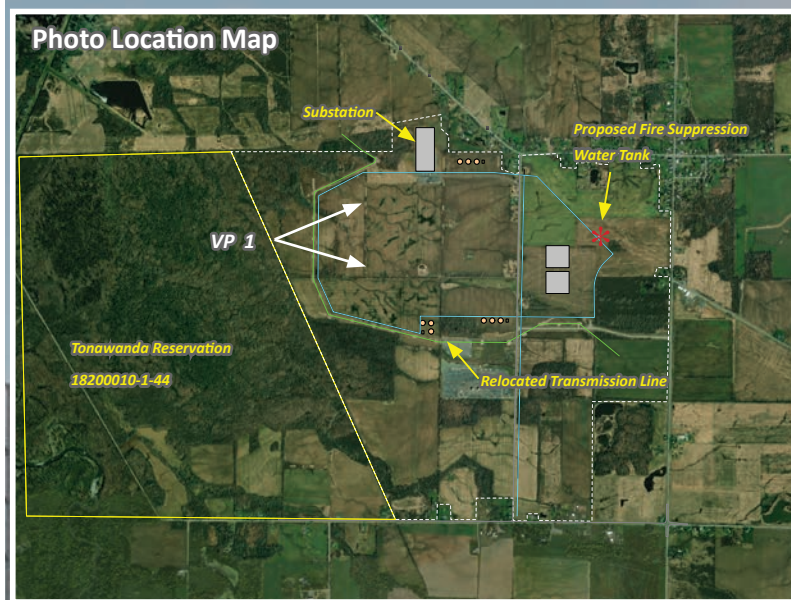 Photo Location Map
Substation
Proposed Fire Suppression
Water Tank
VP 1
Tonawanda Reservation
18200010-1-44
Relocated Transmission Line